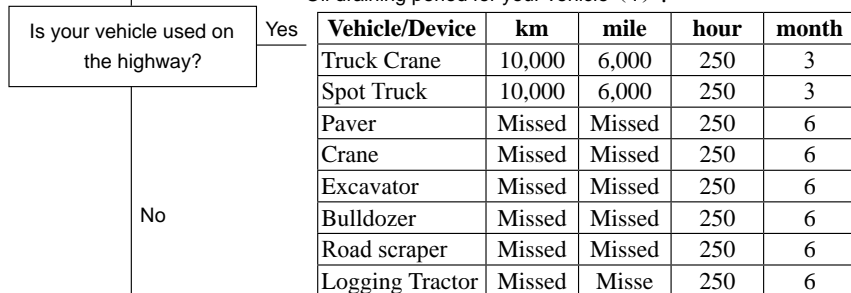 Oil draining period for your vehicle (1) :
Is your vehicle used on
the highway?
Yes
Vehicle/Device km mile hour month
Truck Crane 10,000 6,000 250 3
Spot Truck 10,000 6,000 250 3
Paver Missed Missed 250 6
Crane Missed Missed 250 6
Excavator Missed Missed 250 6
Bulldozer Missed Missed 250 6
Road scraper Missed Missed 250 6
Logging Tractor Missed Misse 250 6
No